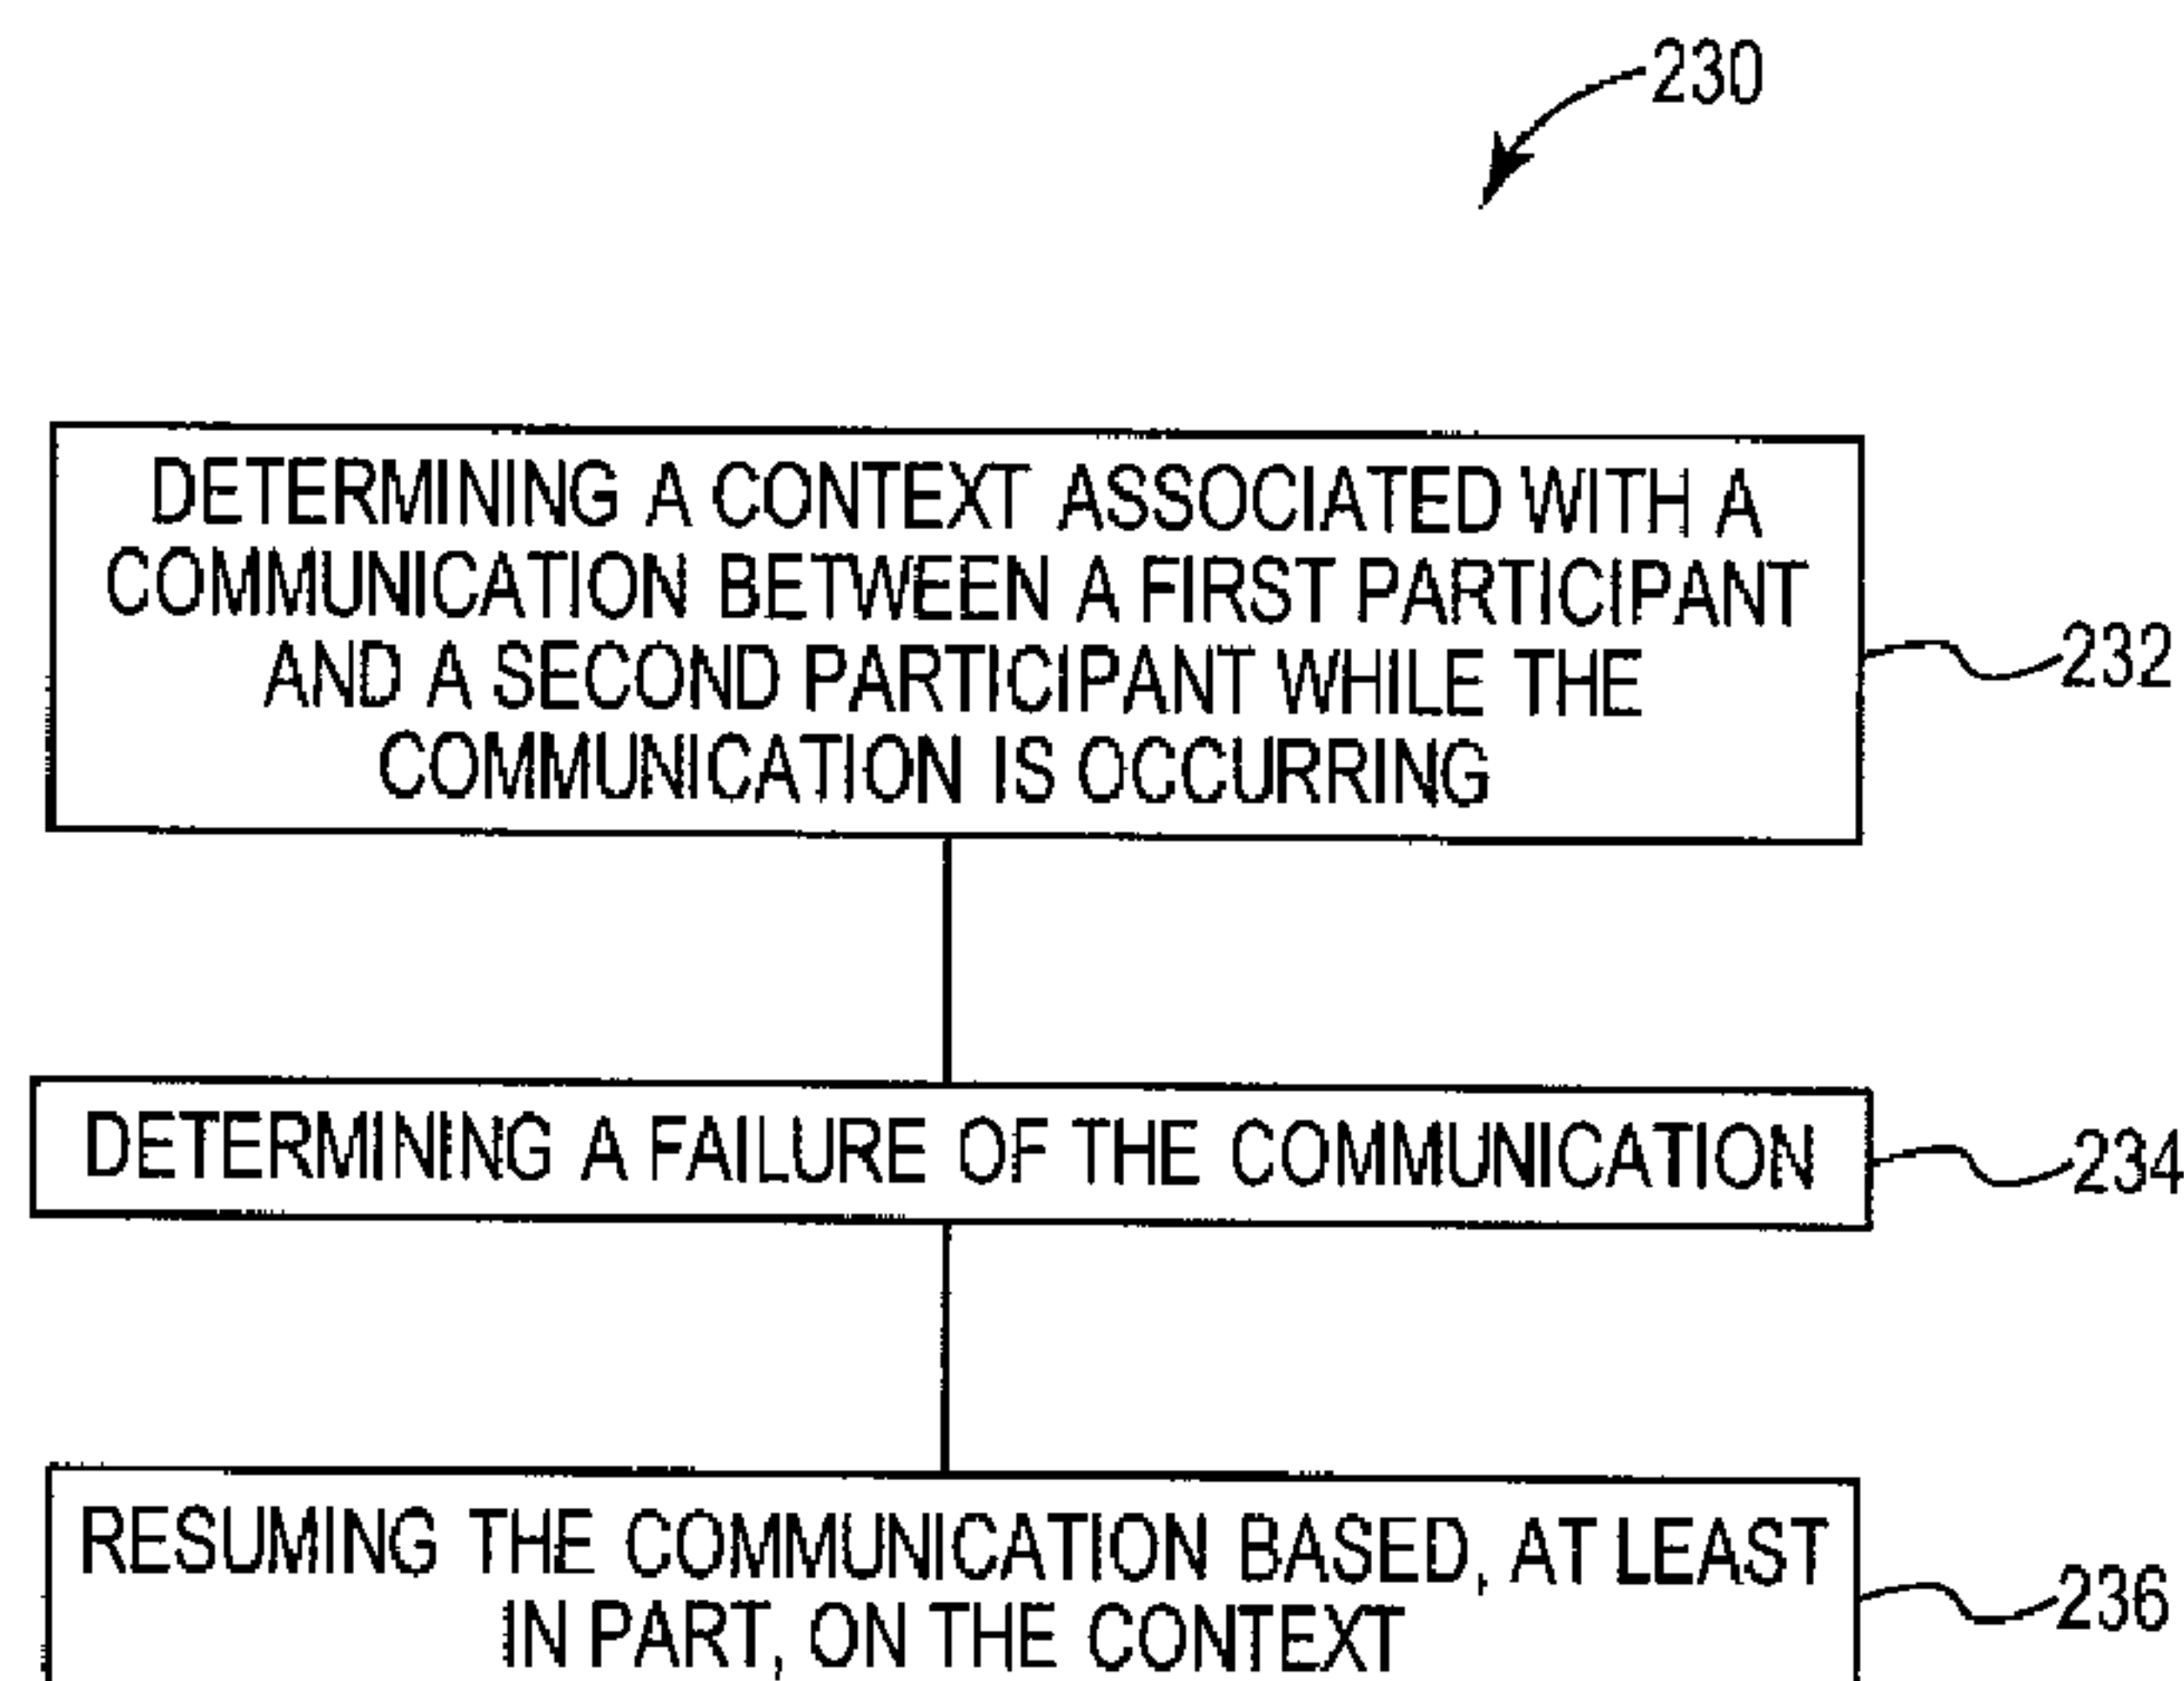 230
DETERMINING A CONTEXT ASSOCIATED WITH A
COMMUNICATION BETWEEN A FIRST PARTICIPANT
AND A SECOND PARTICIPANT WHILE THE
COMMUNICATION IS OCCURRING
232
DETERMINING A FAILURE OF THE COMMUNICATION
234
RESUMING THE COMMUNICATION BASED, AT LEAST
IN PART, ON THE CONTEXT
236